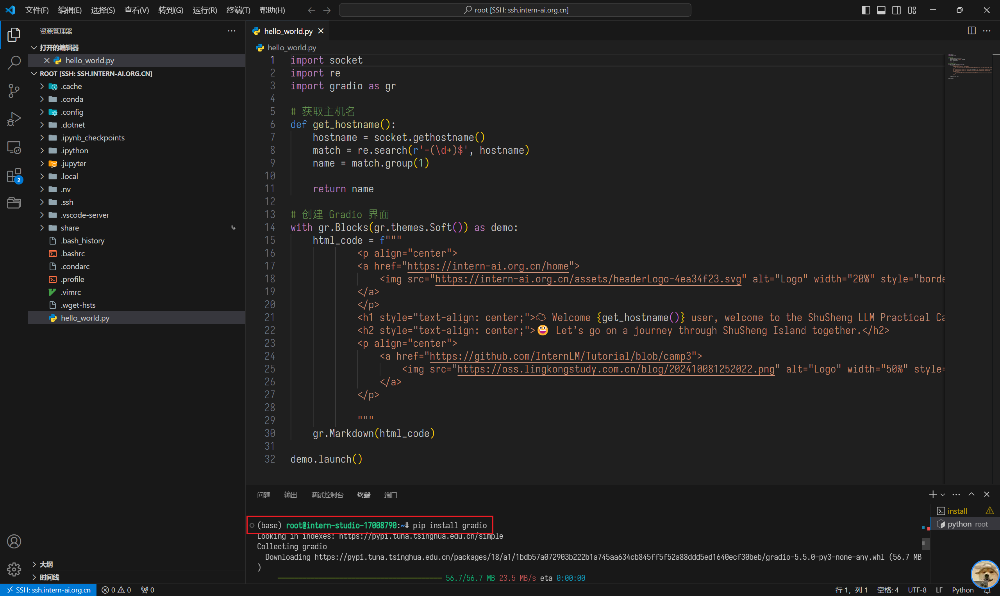 文件(F) 编辑(E) 选择(S) 查看(V) 转到(G) 运行(R) 终端(T) 帮助(H) root [SSH: ssh.intern-ai.org.cn]
资源管理器
打开的编辑器
hello_world.py
ROOT [SSH: SSH.INTERN-AI.ORG.CN]
.cache
.conda
.config
.dotnet
.ipynb_checkpoints
.ipython
.jupyter
.local
.nv
.ssh
.vscode-server
share
.bash_history
.bashrc
.condarc
.profile
.vimrc
.wget-hsts
hello_world.py
大纲
时间线
2
hello_world.py
hello_world.py
1 import socket
2 import re
3 import gradio as gr
4
5 # 获取主机名
6 def get_hostname():
7 hostname = socket.gethostname()
8 match = re.search(r'-(\d+)$', hostname)
9 name = match.group(1)
10
11 return name
12
13 # 创建 Gradio 界面
14 with gr.Blocks(gr.themes.Soft()) as demo:
15 html_code = f"""
16 <p align="center">
17 <a href="https://intern-ai.org.cn/home">
18 <img src="https://intern-ai.org.cn/assets/headerLogo-4ea34f23.svg" alt="Logo" width="20%" style="borde
19 </a>
20 </p>
21 <h1 style="text-align: center;">☁️ Welcome {get_hostname()} user, welcome to the ShuSheng LLM Practical Ca
22 <h2 style="text-align: center;">😀 Let’s go on a journey through ShuSheng Island together.</h2>
23 <p align="center">
24 <a href="https://github.com/InternLM/Tutorial/blob/camp3">
25 <img src="https://oss.lingkongstudy.com.cn/blog/202410081252022.png" alt="Logo" width="50%" style=
26 </a>
27 </p>
28
29 """
30 gr.Markdown(html_code)
31
32 demo.launch()
问题 输出 调试控制台 终端 端口
(base) root@intern-studio-17008790:~# pip install gradio
Looking in indexes: https://pypi.tuna.tsinghua.edu.cn/simple
Collecting gradio
Downloading https://pypi.tuna.tsinghua.edu.cn/packages/18/a1/1bdb57a072903b222b1a745aa634cb845ff5f52a88ddd5ed1640ecf30beb/gradio-5.5.0-py3-none-any.whl (56.7 MB
)
56.7/56.7 MB 23.5 MB/s eta 0:00:00
install
python root
SSH: ssh.intern-ai.org.cn 0 0 0 行 1，列 1 空格: 4 UTF-8 LF Python